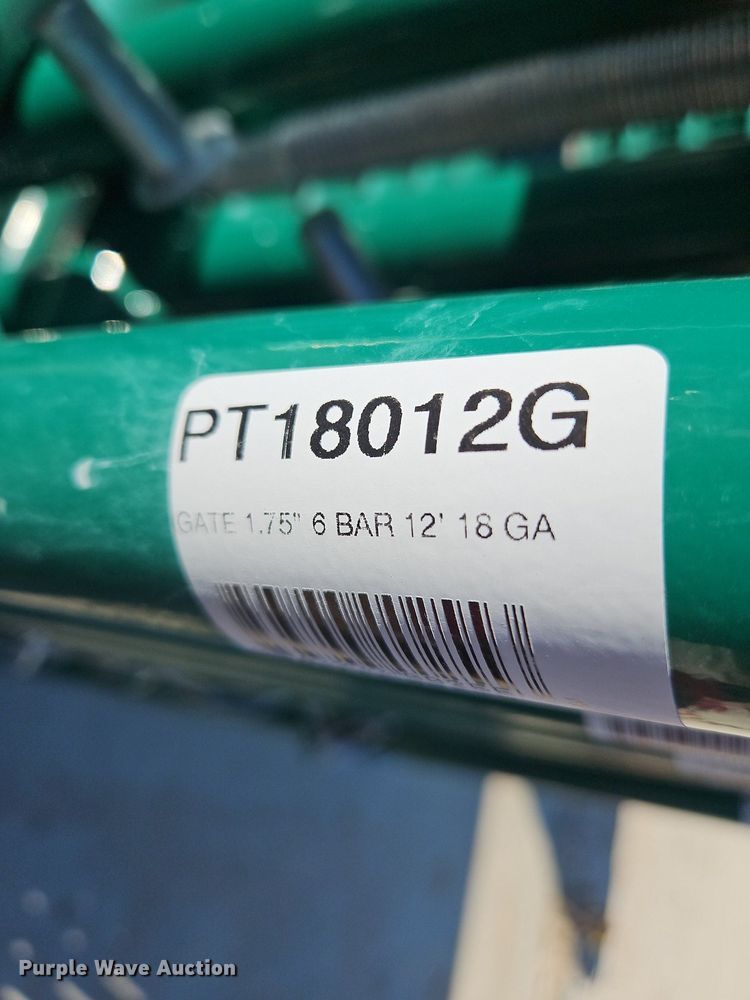 PT18012G
GATE 1.75" 6 BAR 12' 18 GA
Purple Wave Auction